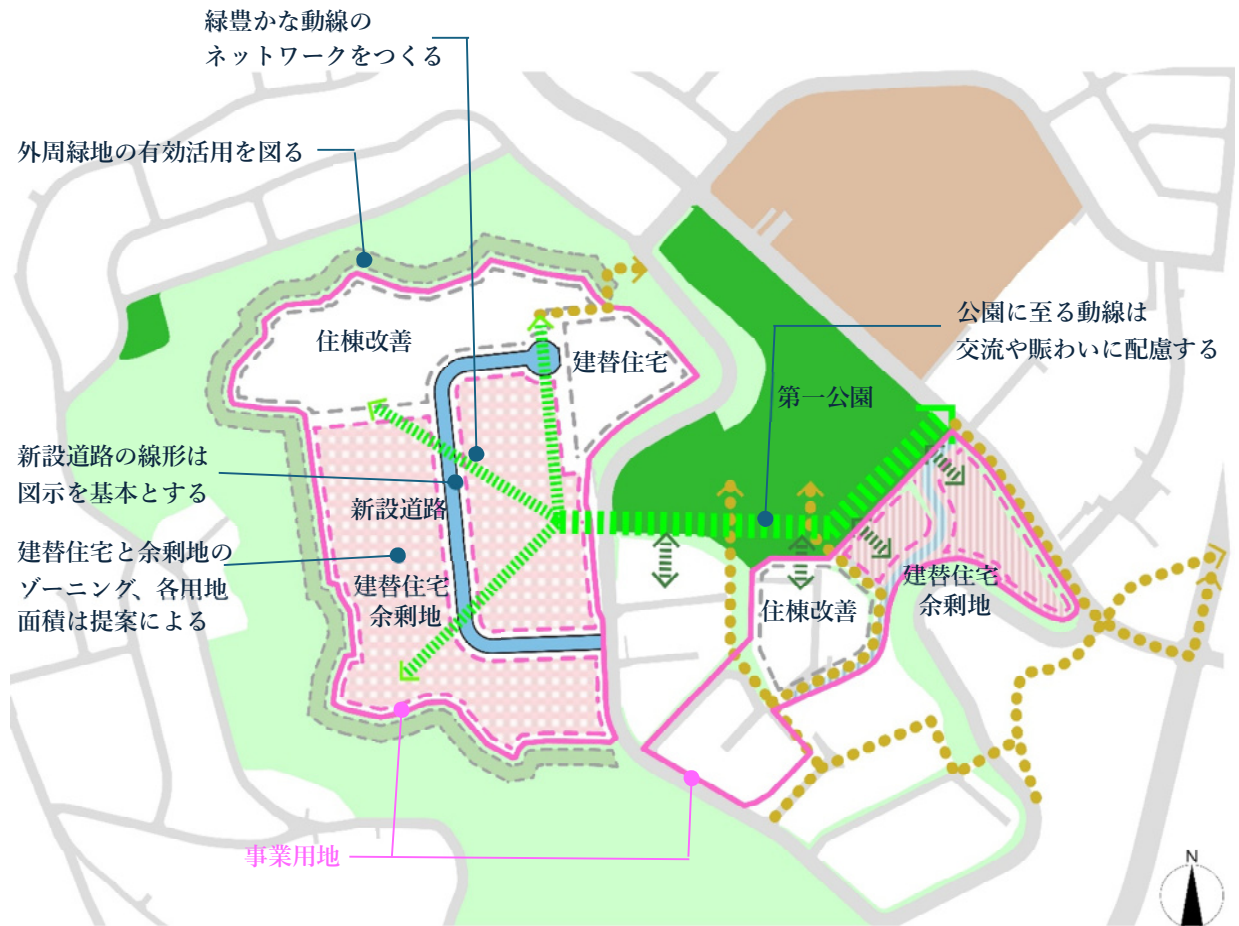 緑豊かな動線の
ネットワークをつくる
外周緑地の有効活用を図る
公園に至る動線は
交流や賑わいに配慮する
住棟改善
建替住宅
第一公園
新設道路の線形は
図示を基本とする
新設道路
建替住宅と余剰地の
ゾーニング、各用地
面積は提案による
建替住宅
余剰地
住棟改善
建替住宅
余剰地
事業用地
N